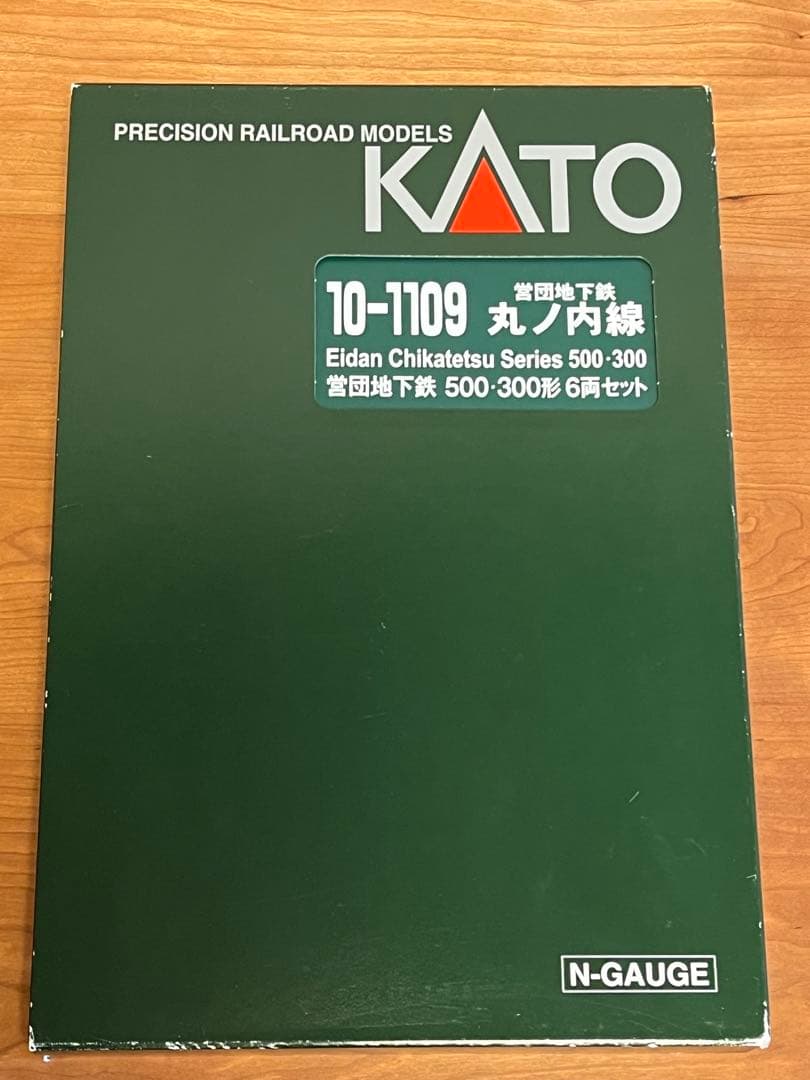 PRECISION RAILROAD MODELS
KATO
10-1109 営団地下鉄
丸ノ内線
Eidan Chikatetsu Series 500·300
営団地下鉄 500·300形 6両セット
N-GAUGE